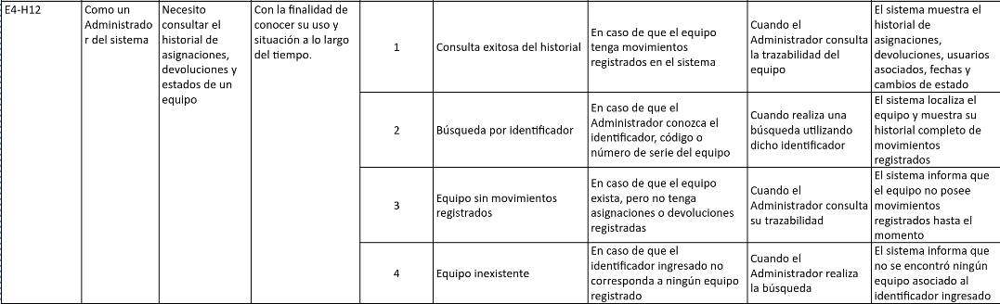 E4-H12
Como un
Administrado
r del sistema
Necesito
consultar el
historial de
asignaciones,
devoluciones y
estados de un
equipo
Con la finalidad de
conocer su uso y
situación a lo largo
del tiempo.
1
Consulta exitosa del historial
En caso de que el equipo
tenga movimientos
registrados en el sistema
Cuando el
Administrador consulta
la trazabilidad del
equipo
El sistema muestra el
historial de
asignaciones,
devoluciones, usuarios
asociados, fechas y
cambios de estado
2
Búsqueda por identificador
En caso de que el
Administrador conozca el
identificador, código o
número de serie del equipo
Cuando realiza una
búsqueda utilizando
dicho identificador
El sistema localiza el
equipo y muestra su
historial completo de
movimientos
registrados
3
Equipo sin movimientos
registrados
En caso de que el equipo
exista, pero no tenga
asignaciones o devoluciones
registradas
Cuando el
Administrador consulta
su trazabilidad
El sistema informa que
el equipo no posee
movimientos
registrados hasta el
momento
4
Equipo inexistente
En caso de que el
identificador ingresado no
corresponda a ningún equipo
registrado
Cuando el
Administrador realiza
la búsqueda
El sistema informa que
no se encontró ningún
equipo asociado al
identificador ingresado